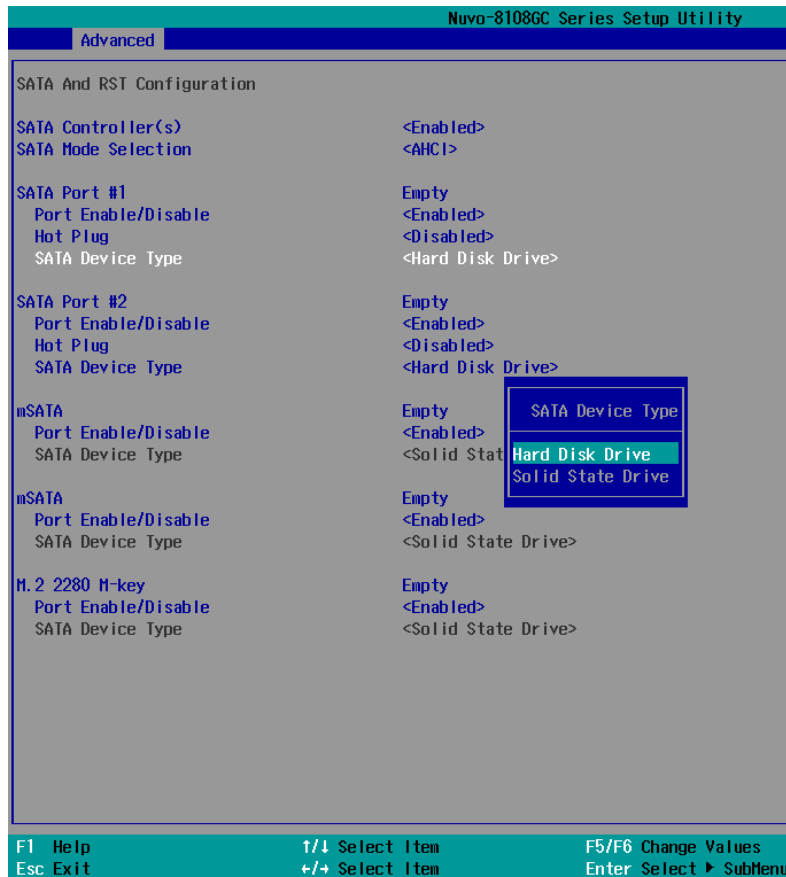 Nuvo-8108GC Series Setup Utility
Advanced
SATA And RST Configuration
SATA Controller(s) <Enabled>
SATA Mode Selection <AHCI>
SATA Port #1 Empty
Port Enable/Disable <Enabled>
Hot Plug <Disabled>
SATA Device Type <Hard Disk Drive>
SATA Port #2 Empty
Port Enable/Disable <Enabled>
Hot Plug <Disabled>
SATA Device Type <Hard Disk Drive>
mSATA Empty
Port Enable/Disable <Enabled>
SATA Device Type <Solid Stat
SATA Device Type
Hard Disk Drive
Solid State Drive
mSATA Empty
Port Enable/Disable <Enabled>
SATA Device Type <Solid State Drive>
M.2 2280 M-key Empty
Port Enable/Disable <Enabled>
SATA Device Type <Solid State Drive>
F1 Help ↑/↓ Select Item F5/F6 Change Values
Esc Exit ←/→ Select Item Enter Select ▶ SubMenu